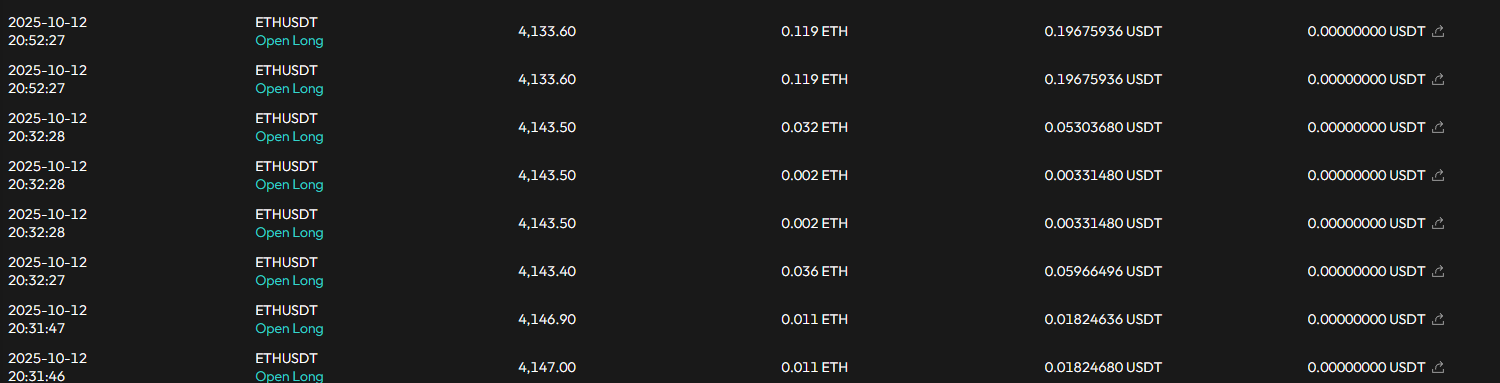 2025-10-12 ETHUSDT
20:52:27 Open Long 4,133.60 0.119 ETH 0.19675936 USDT 0.00000000 USDT
2025-10-12 ETHUSDT
20:52:27 Open Long 4,133.60 0.119 ETH 0.19675936 USDT 0.00000000 USDT
2025-10-12 ETHUSDT
20:32:28 Open Long 4,143.50 0.032 ETH 0.05303680 USDT 0.00000000 USDT
2025-10-12 ETHUSDT
20:32:28 Open Long 4,143.50 0.002 ETH 0.00331480 USDT 0.00000000 USDT
2025-10-12 ETHUSDT
20:32:28 Open Long 4,143.50 0.002 ETH 0.00331480 USDT 0.00000000 USDT
2025-10-12 ETHUSDT
20:32:27 Open Long 4,143.40 0.036 ETH 0.05966496 USDT 0.00000000 USDT
2025-10-12 ETHUSDT
20:31:47 Open Long 4,146.90 0.011 ETH 0.01824636 USDT 0.00000000 USDT
2025-10-12 ETHUSDT
20:31:46 Open Long 4,147.00 0.011 ETH 0.01824680 USDT 0.00000000 USDT